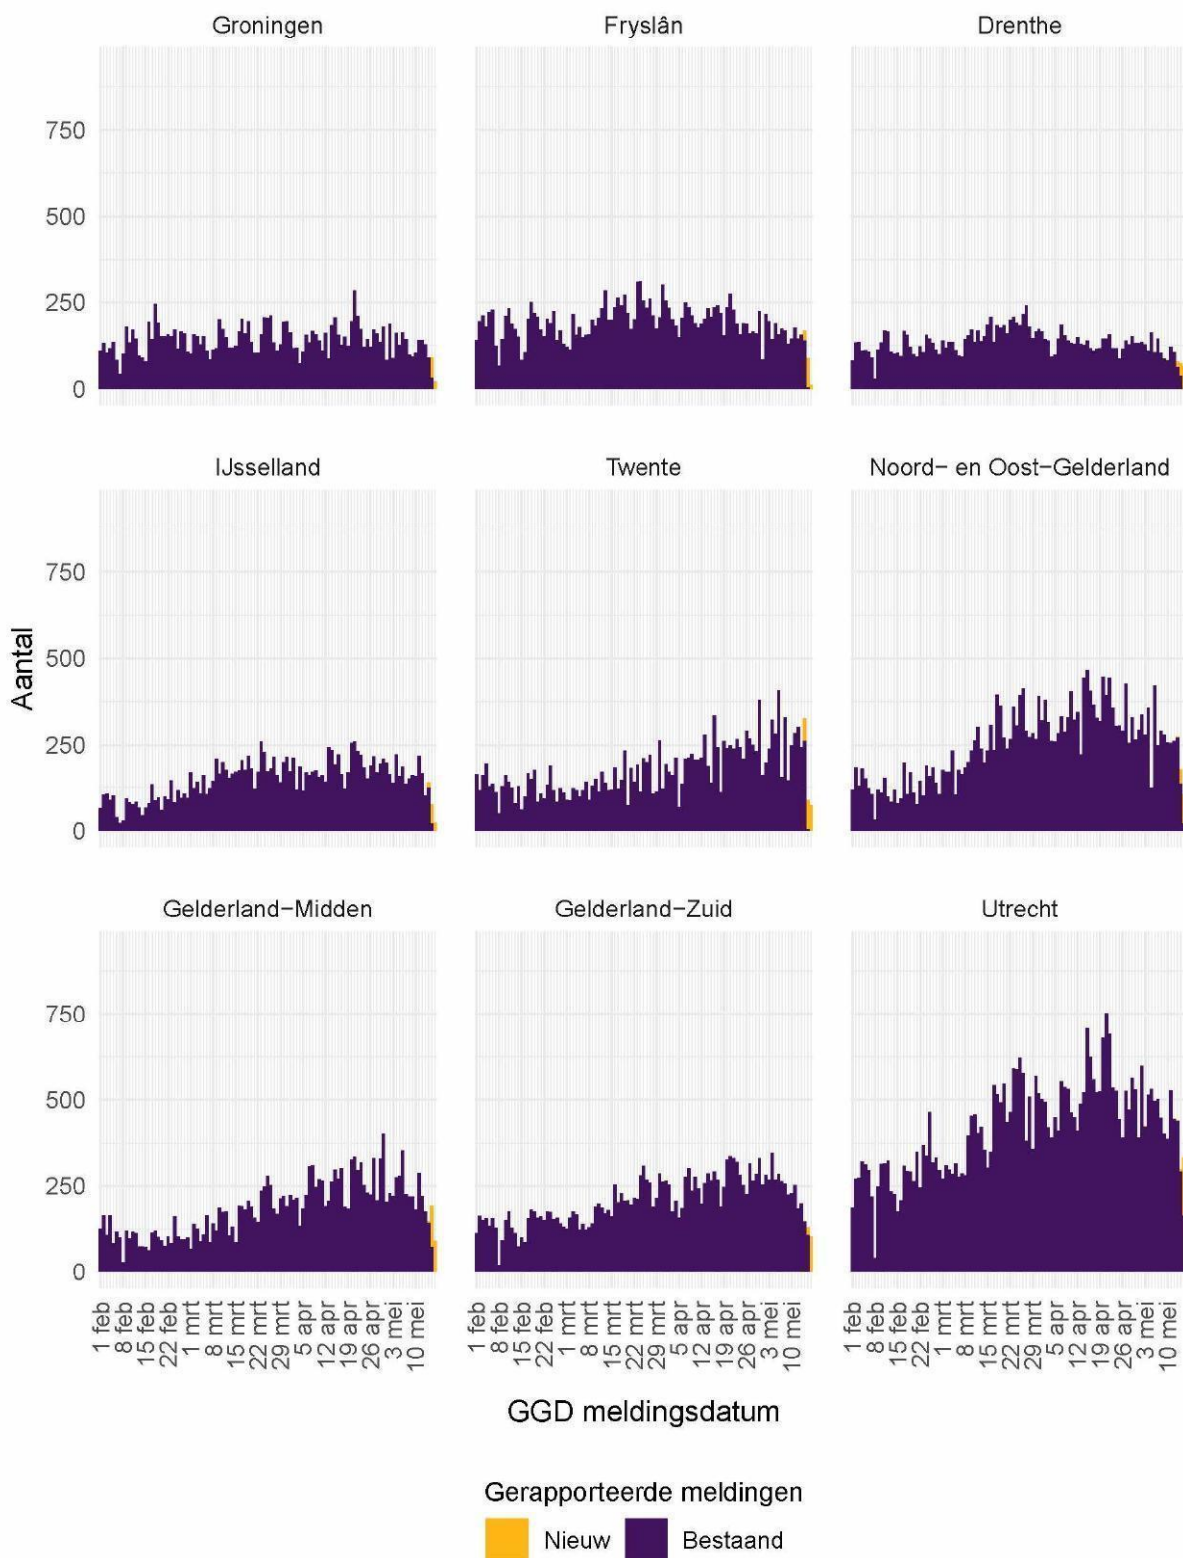 Groningen
Fryslân
Drenthe
750
500
250
0
IJsselland
Twente
Noord- en Oost-Gelderland
750
500
250
0
Aantal
Gelderland-Midden
Gelderland-Zuid
Utrecht
750
500
250
0
1 feb
8 feb
15 feb
22 feb
1 mrt
8 mrt
15 mrt
22 mrt
29 mrt
5 apr
12 apr
19 apr
26 apr
3 mei
10 mei
1 feb
8 feb
15 feb
22 feb
1 mrt
8 mrt
15 mrt
22 mrt
29 mrt
5 apr
12 apr
19 apr
26 apr
3 mei
10 mei
1 feb
8 feb
15 feb
22 feb
1 mrt
8 mrt
15 mrt
22 mrt
29 mrt
5 apr
12 apr
19 apr
26 apr
3 mei
10 mei
GGD meldingsdatum
Gerapporteerde meldingen
Nieuw Bestaand